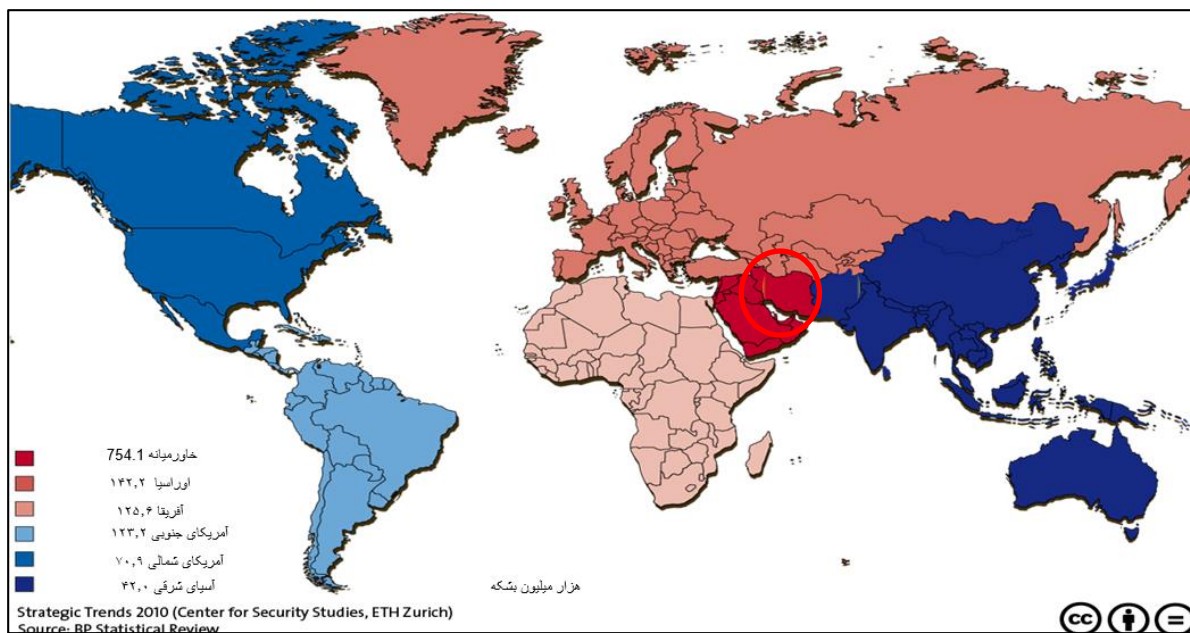 خاورمیانه 754.1
اوراسیا ۱۴۲,۲
آفریقا ۱۲۵,۶
آمریکای جنوبی ۱۲۳,۲
آمریکای شمالی ۷۰,۹
آسیای شرقی ۴۲,۰
هزار میلیون بشکه
Strategic Trends 2010 (Center for Security Studies, ETH Zurich)
Source: BP Statistical Review
cc